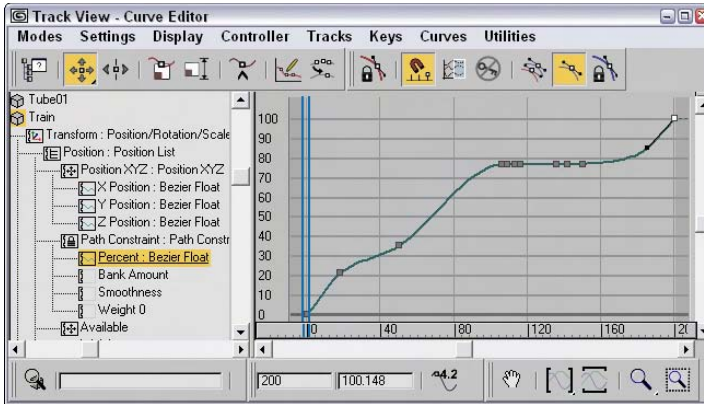 Track View - Curve Editor
Modes Settings Display Controller Tracks Keys Curves Utilities
Tube01
Train
Transform : Position/Rotation/Scale
Position : Position List
Position XYZ : Position XYZ
X Position : Bezier Float
Y Position : Bezier Float
Z Position : Bezier Float
Path Constraint : Path Constr
Percent : Bezier Float
Bank Amount
Smoothness
Weight 0
Available
100
90
80
70
60
50
40
30
20
10
0
0 40 80 120 160 20
200 100.148 4.2